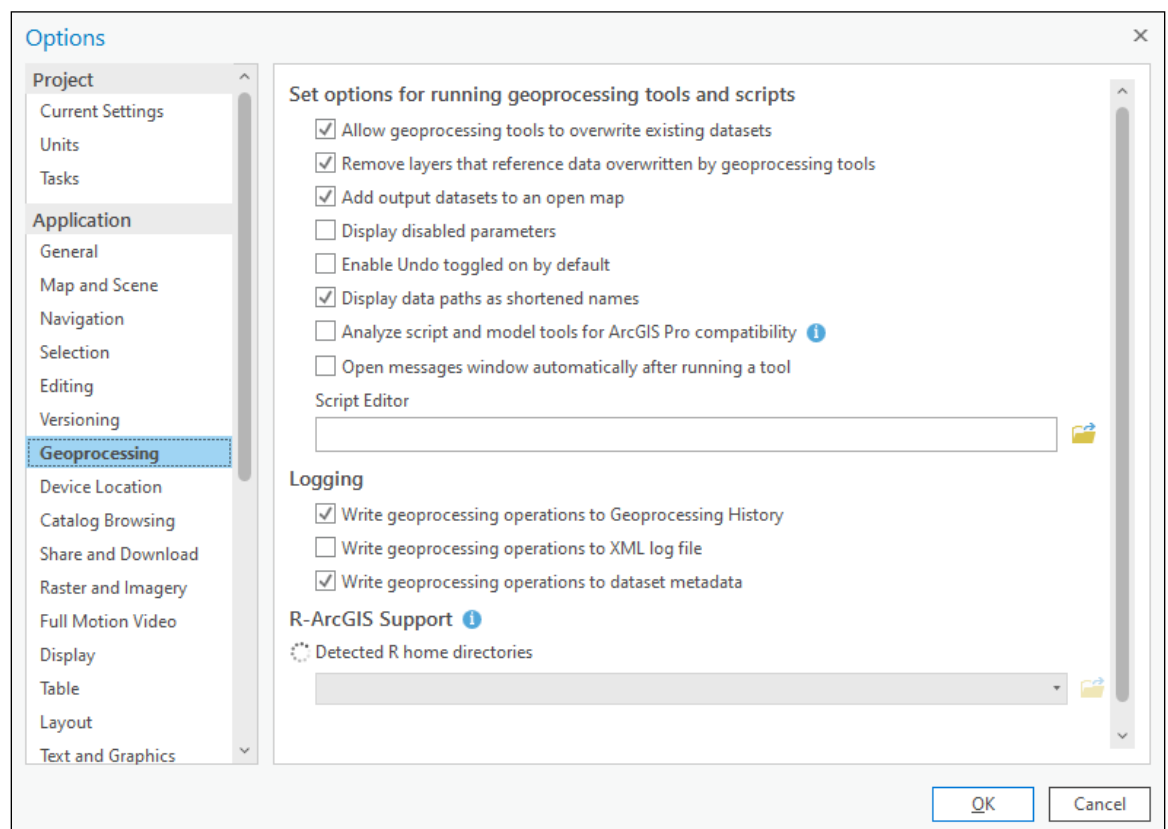 Options
Project
Current Settings
Units
Tasks
Application
General
Map and Scene
Navigation
Selection
Editing
Versioning
Geoprocessing
Device Location
Catalog Browsing
Share and Download
Raster and Imagery
Full Motion Video
Display
Table
Layout
Text and Graphics
Set options for running geoprocessing tools and scripts
Allow geoprocessing tools to overwrite existing datasets
Remove layers that reference data overwritten by geoprocessing tools
Add output datasets to an open map
Display disabled parameters
Enable Undo toggled on by default
Display data paths as shortened names
Analyze script and model tools for ArcGIS Pro compatibility
Open messages window automatically after running a tool
Script Editor
Logging
Write geoprocessing operations to Geoprocessing History
Write geoprocessing operations to XML log file
Write geoprocessing operations to dataset metadata
R-ArcGIS Support
Detected R home directories
OK
Cancel